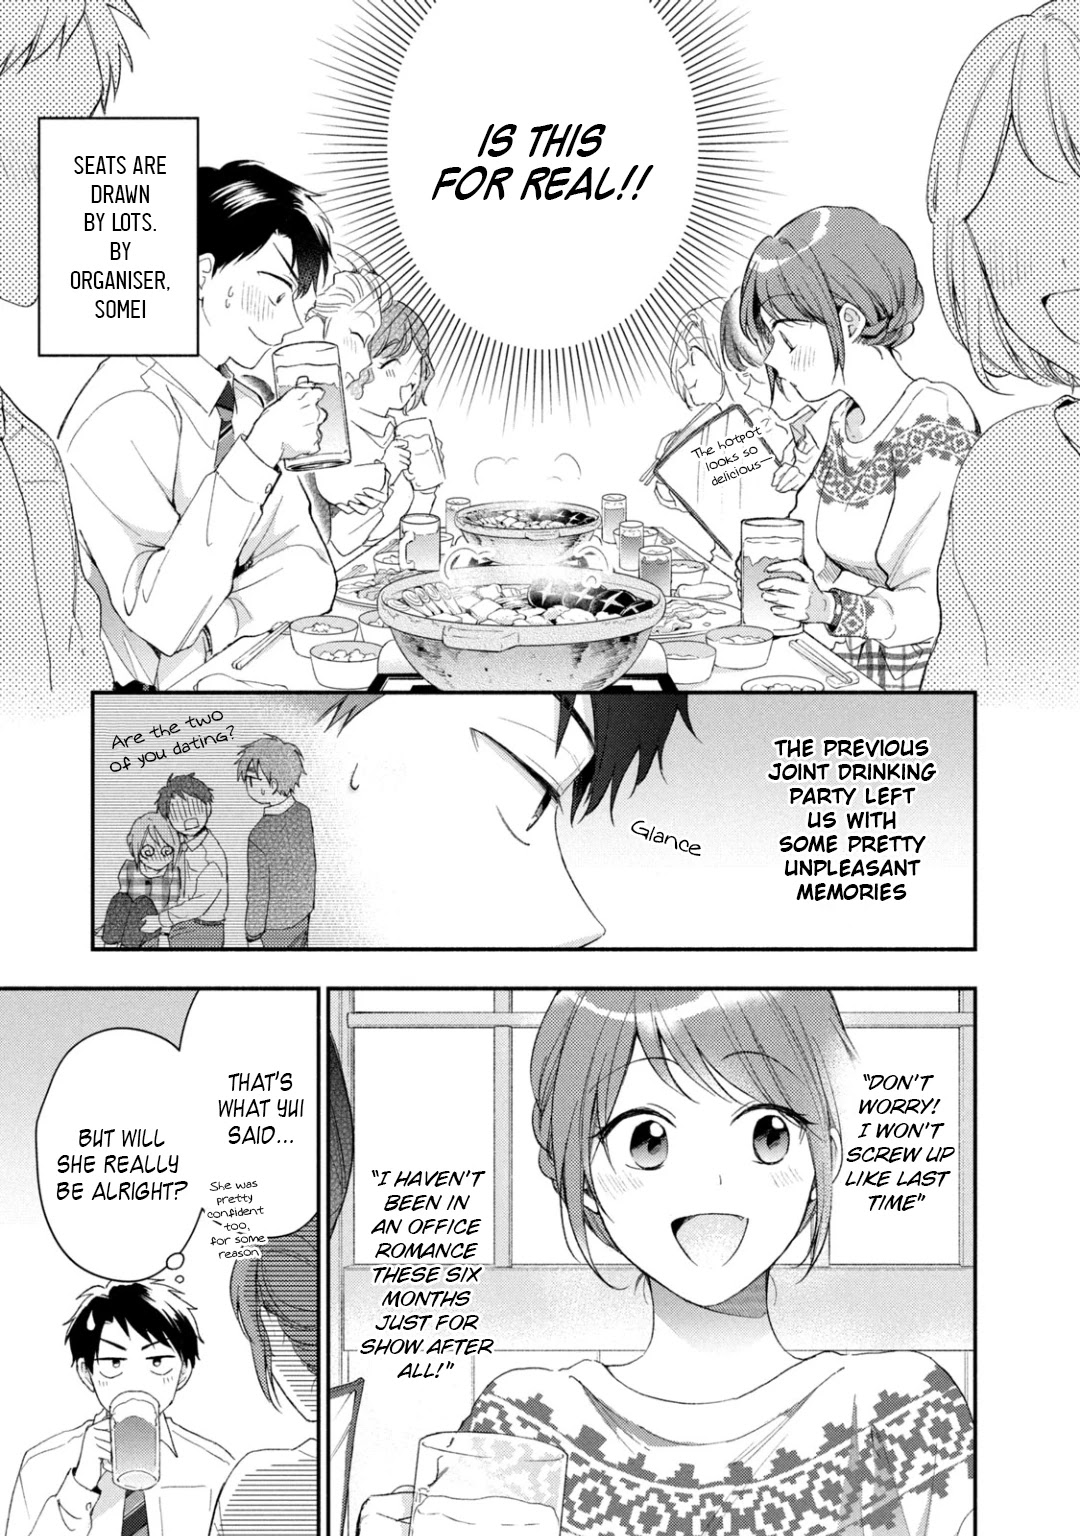 IS THIS
FOR REAL!!
SEATS ARE
DRAWN
BY LOTS.
BY
ORGANISER,
SOMEI
The hotpot
looks so
delicious—
THE PREVIOUS
JOINT DRINKING
PARTY LEFT
US WITH
SOME PRETTY
UNPLEASANT
MEMORIES
Glance
Are the two
of you dating?
"DON'T
WORRY!
I WON'T
SCREW UP
LIKE LAST
TIME"
"I HAVEN'T
BEEN IN
AN OFFICE
ROMANCE
THESE SIX
MONTHS
JUST FOR
SHOW AFTER
ALL!"
THAT'S
WHAT YUI
SAID...
BUT WILL
SHE REALLY
BE ALRIGHT?
She was
pretty
confident
too,
for some
reason